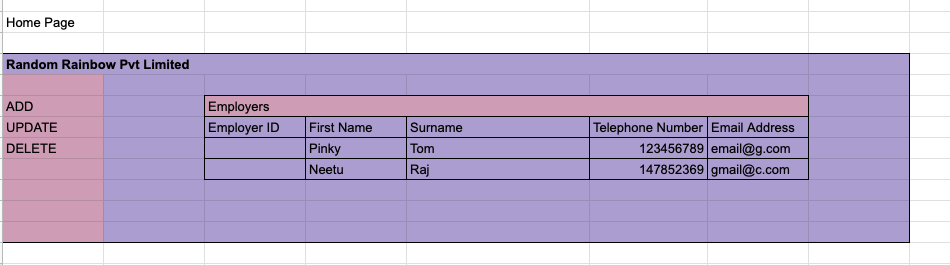 Home Page
Random Rainbow Pvt Limited
ADD Employers
UPDATE Employer ID First Name Surname Telephone Number Email Address
DELETE Pinky Tom 123456789 email@g.com
Neetu Raj 147852369 gmail@c.com